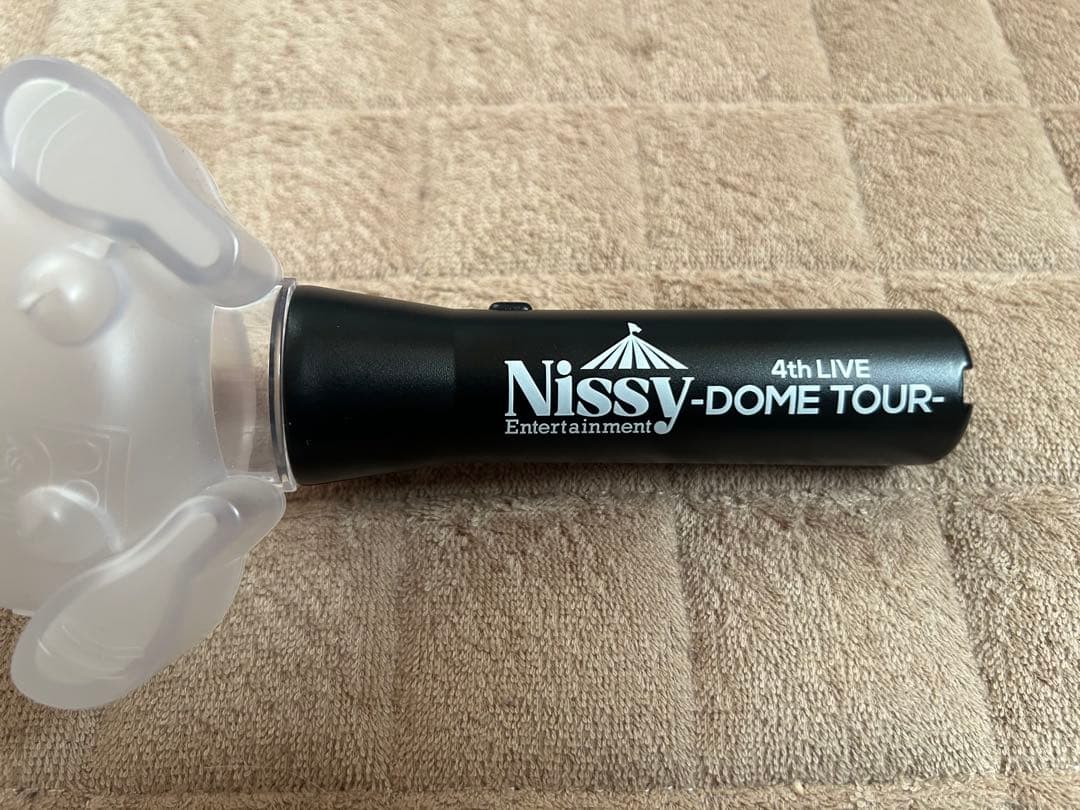 Nissy
Entertainment
4th LIVE
-DOME TOUR-